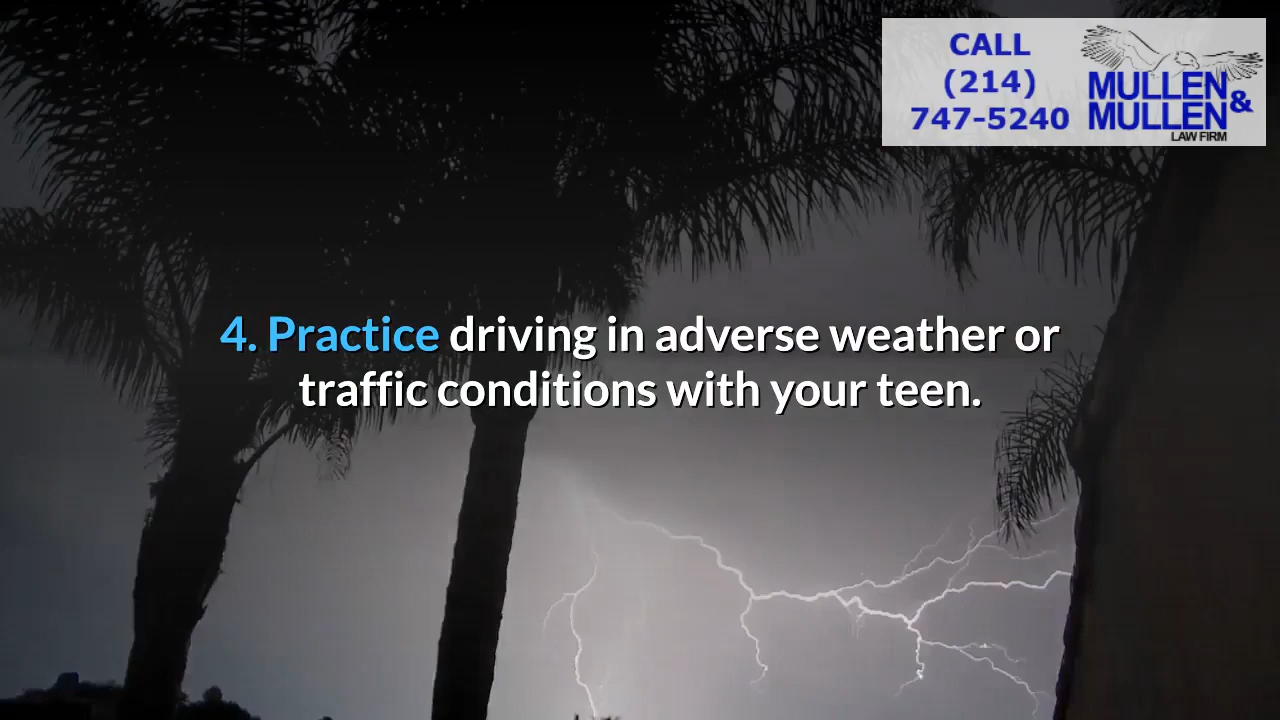 CALL
(214)
747-5240
MULLEN &
MULLEN
LAW FIRM
4. Practice driving in adverse weather or
traffic conditions with your teen.